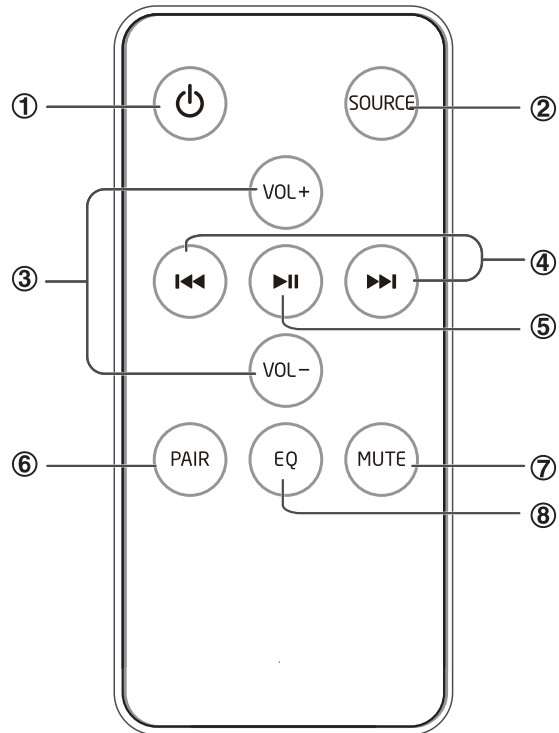 ① SOURCE ②
VOL+
③ ④
⑤
VOL−
⑥ PAIR EQ MUTE ⑦
⑧